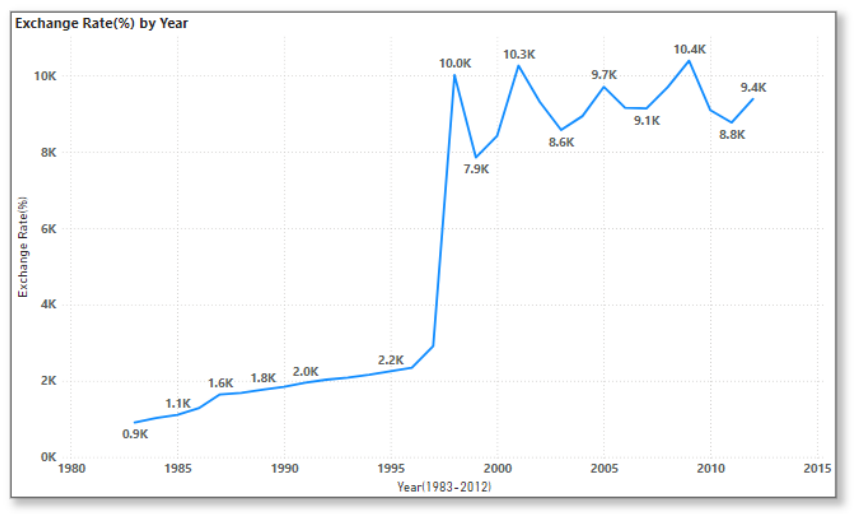 Exchange Rate(%) by Year
10.4K
10.3K
10.0K
9.7K
9.4K
10K
9.1K
8.8K
8.6K
8K
7.9K
Exchange Rate(%)
6K
4K
2.2K
2.0K
1.8K
1.6K
2K
1.1K
0.9K
0K
1980 1985 1990 1995 2000 2005 2010 2015
Year(1983-2012)